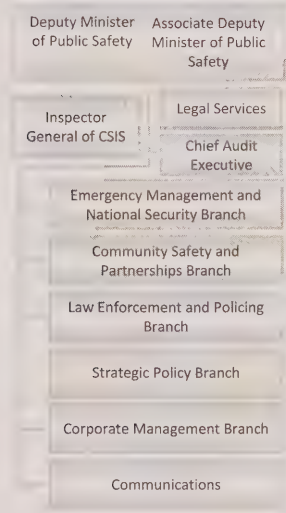 Deputy Minister
of Public Safety
Associate Deputy
Minister of Public
Safety
Inspector
General of CSIS
Legal Services
Chief Audit
Executive
Emergency Management and
National Security Branch
Community Safety and
Partnerships Branch
Law Enforcement and Policing
Branch
Strategic Policy Branch
Corporate Management Branch
Communications